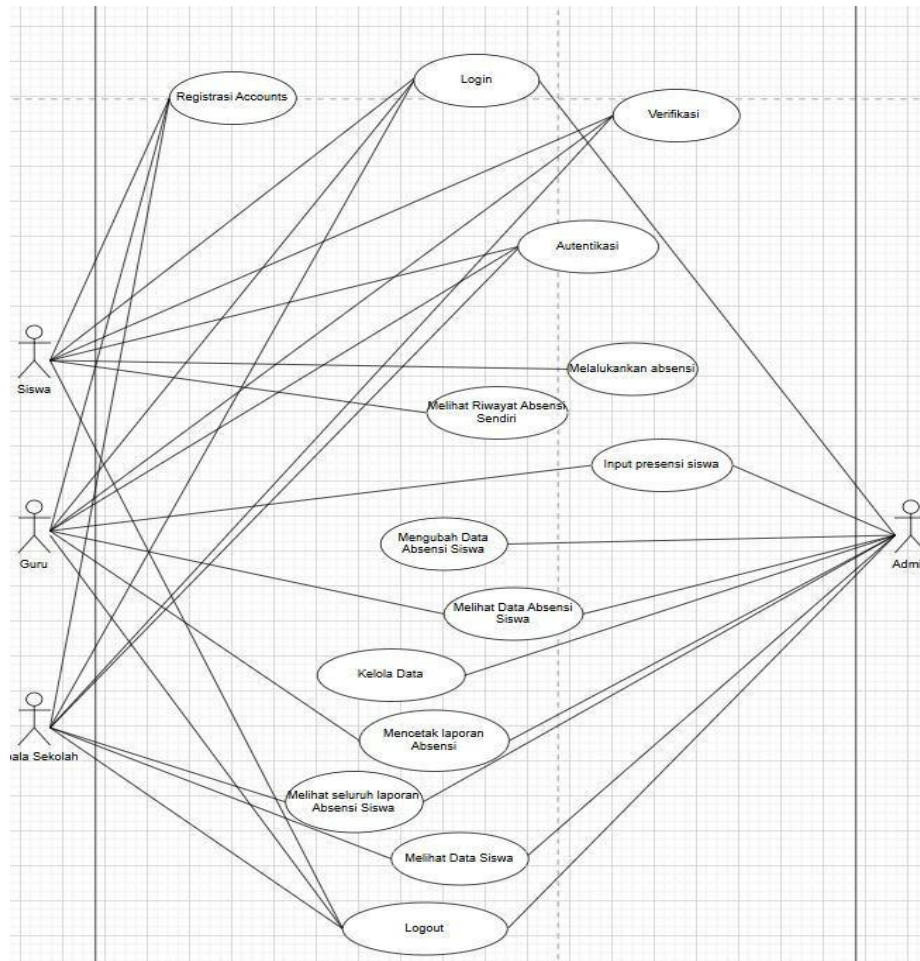 Login
Registrasi Accounts
Verifikasi
Autentikasi
Siswa
Melalukankan absensi
Melihat Riwayat Absensi
Sendiri
Input presensi siswa
Guru
Mengubah Data
Absensi Siswa
Admi
Melihat Data Absensi
Siswa
Kelola Data
Mencetak laporan
Absensi
pala Sekolah
Melihat seluruh laporan
Absensi Siswa
Melihat Data Siswa
Logout